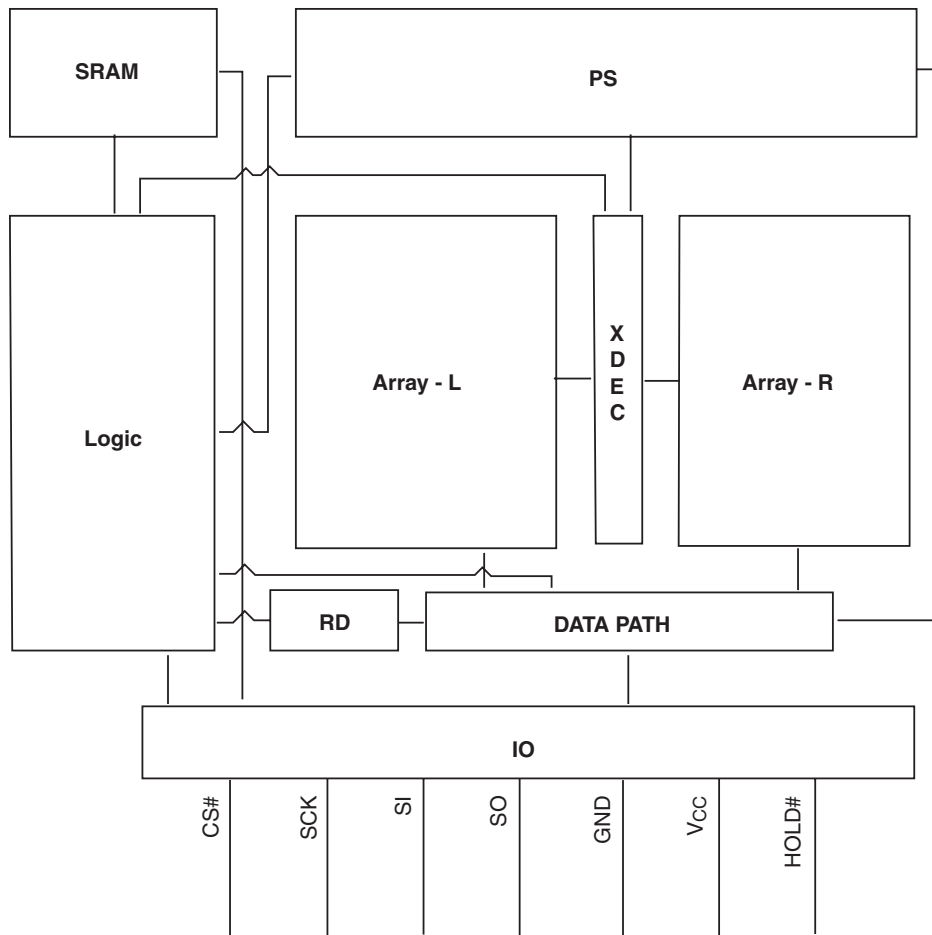 SRAM
PS
Logic
Array - L
X
D
E
C
Array - R
RD
DATA PATH
IO
CS#
SCK
SI
SO
GND
VCC
HOLD#